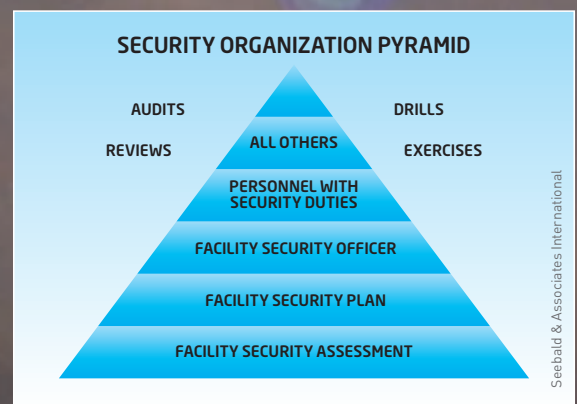 SECURITY ORGANIZATION PYRAMID
AUDITS
DRILLS
REVIEWS
ALL OTHERS
EXERCISES
PERSONNEL WITH
SECURITY DUTIES
FACILITY SECURITY OFFICER
FACILITY SECURITY PLAN
FACILITY SECURITY ASSESSMENT
Seebald & Associates International